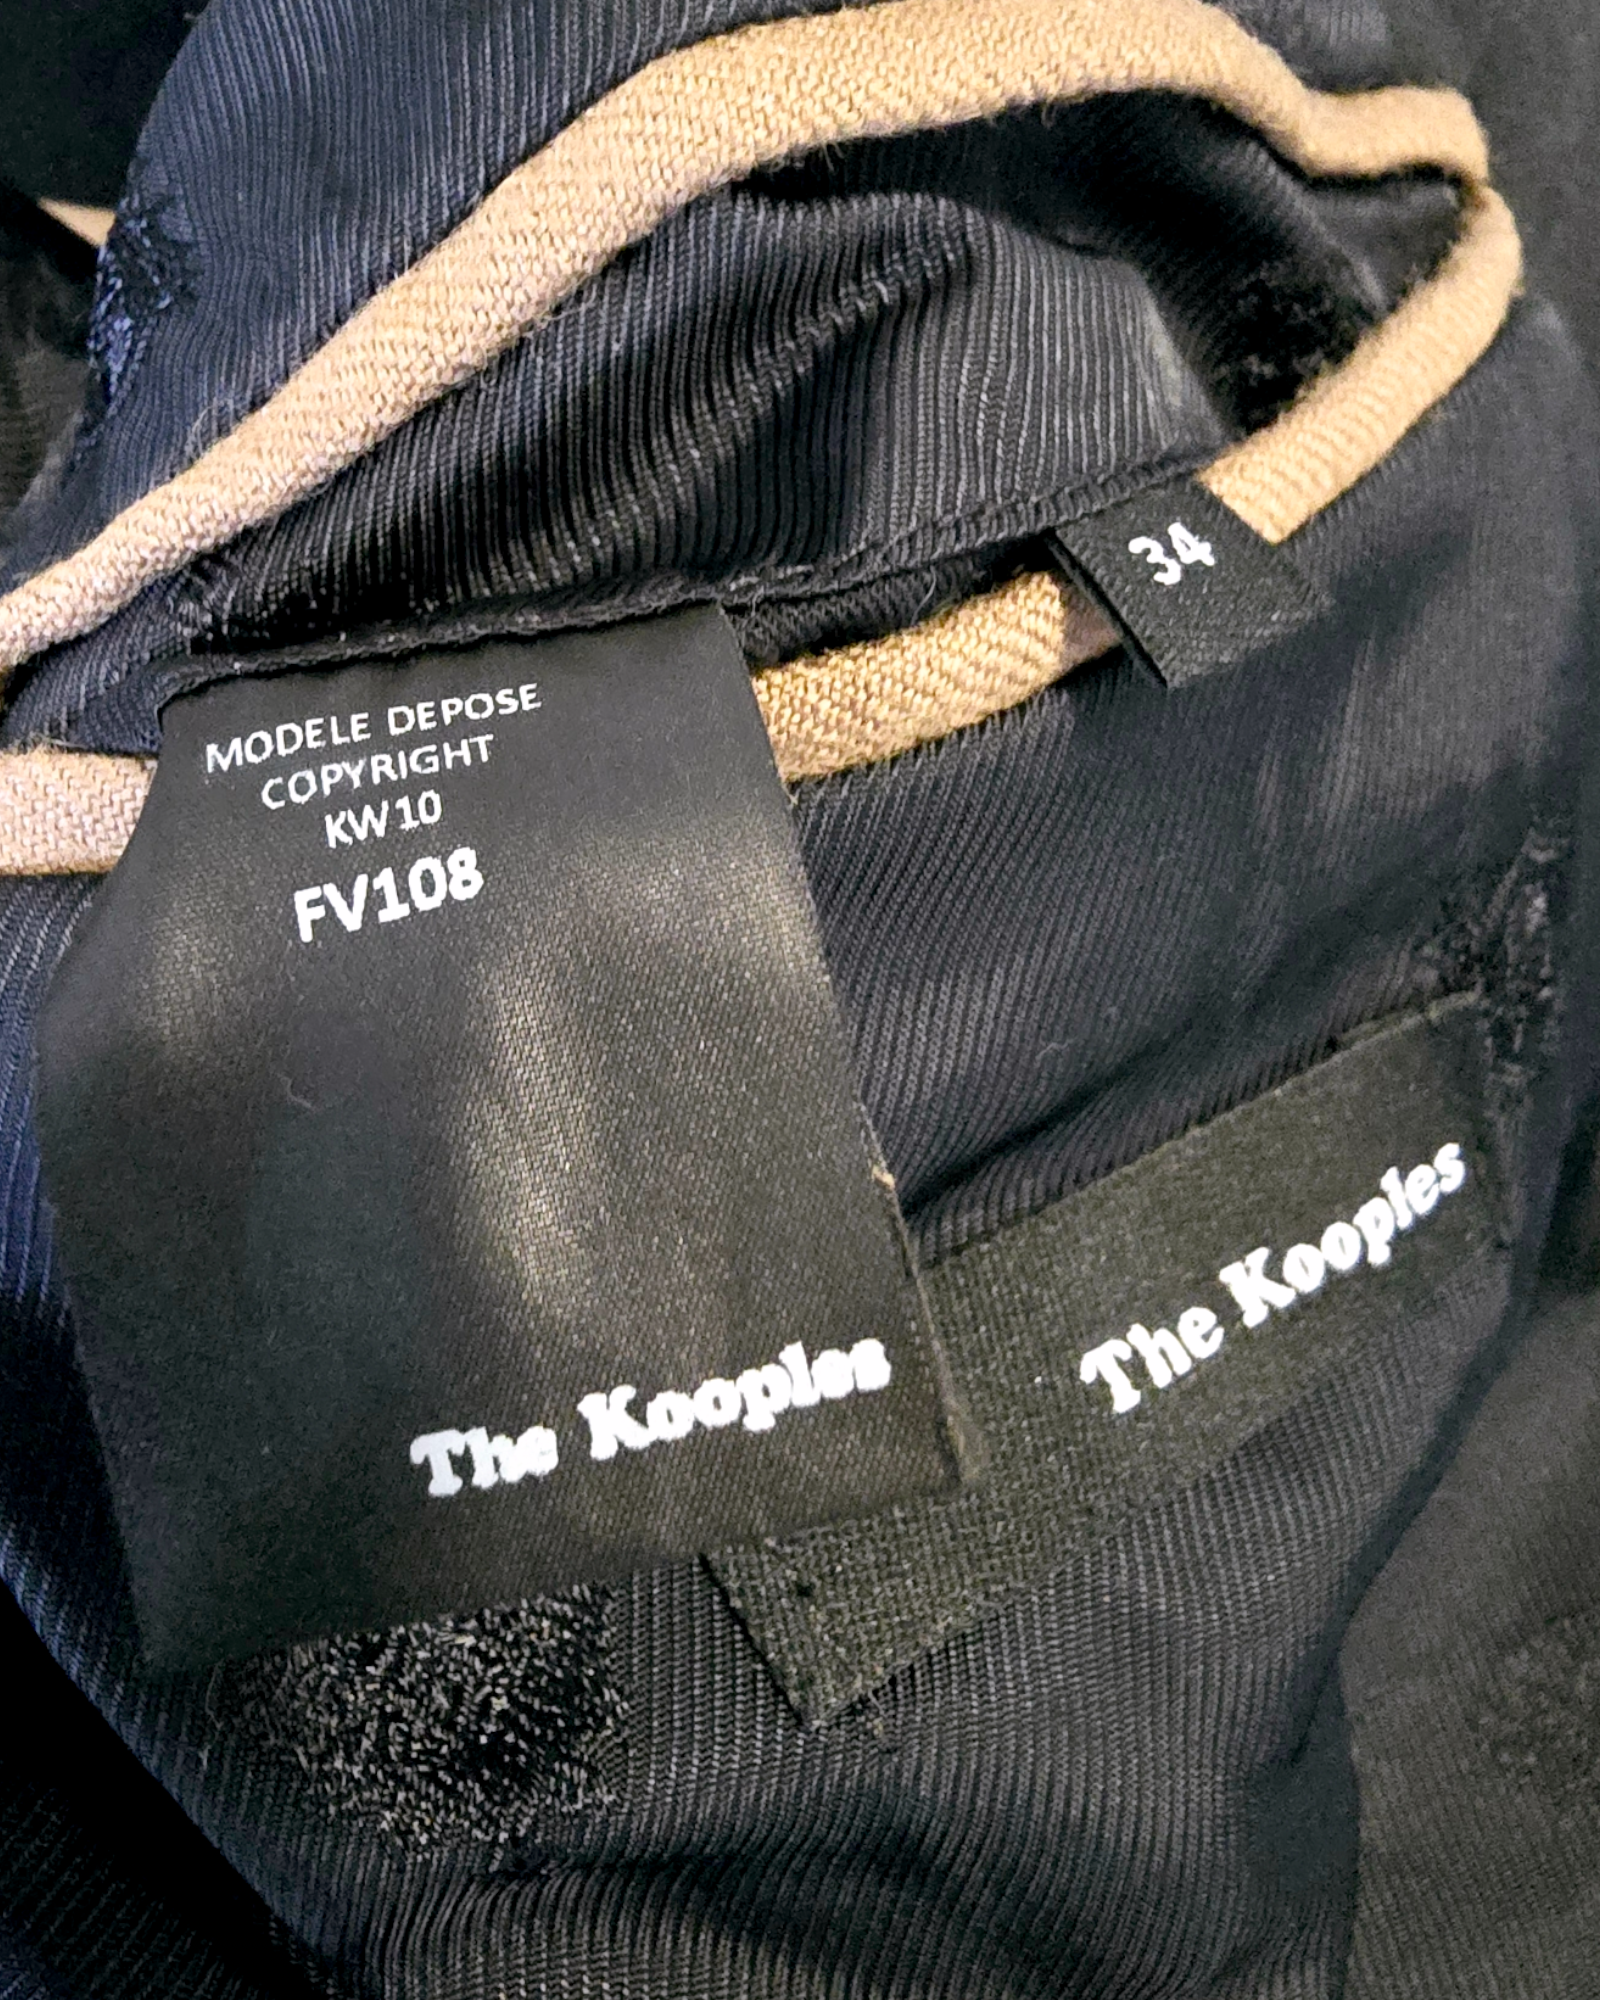 34
MODELE DEPOSE
COPYRIGHT
KW10
FV108
The Kooples
The Kooples